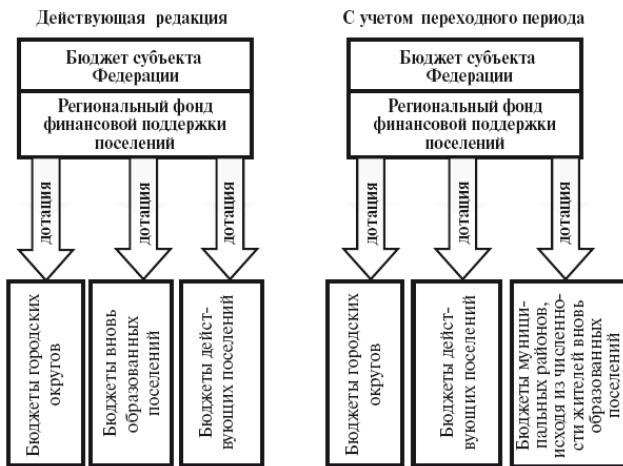 Действующая редакция
Бюджет субъекта
Федерации
Региональный фонд
финансовой поддержки
поселений
дотация
дотация
дотация
Бюджеты городских
округов
Бюджеты вновь
образованных
поселений
Бюджеты дейст-
вующих поселений
С учетом переходного периода
Бюджет субъекта
Федерации
Региональный фонд
финансовой поддержки
поселений
дотация
дотация
дотация
Бюджеты городских
округов
Бюджеты дейст-
вующих поселений
Бюджеты муници-
пальных районов,
исходя из численно-
сти жителей вновь
образованных
поселений